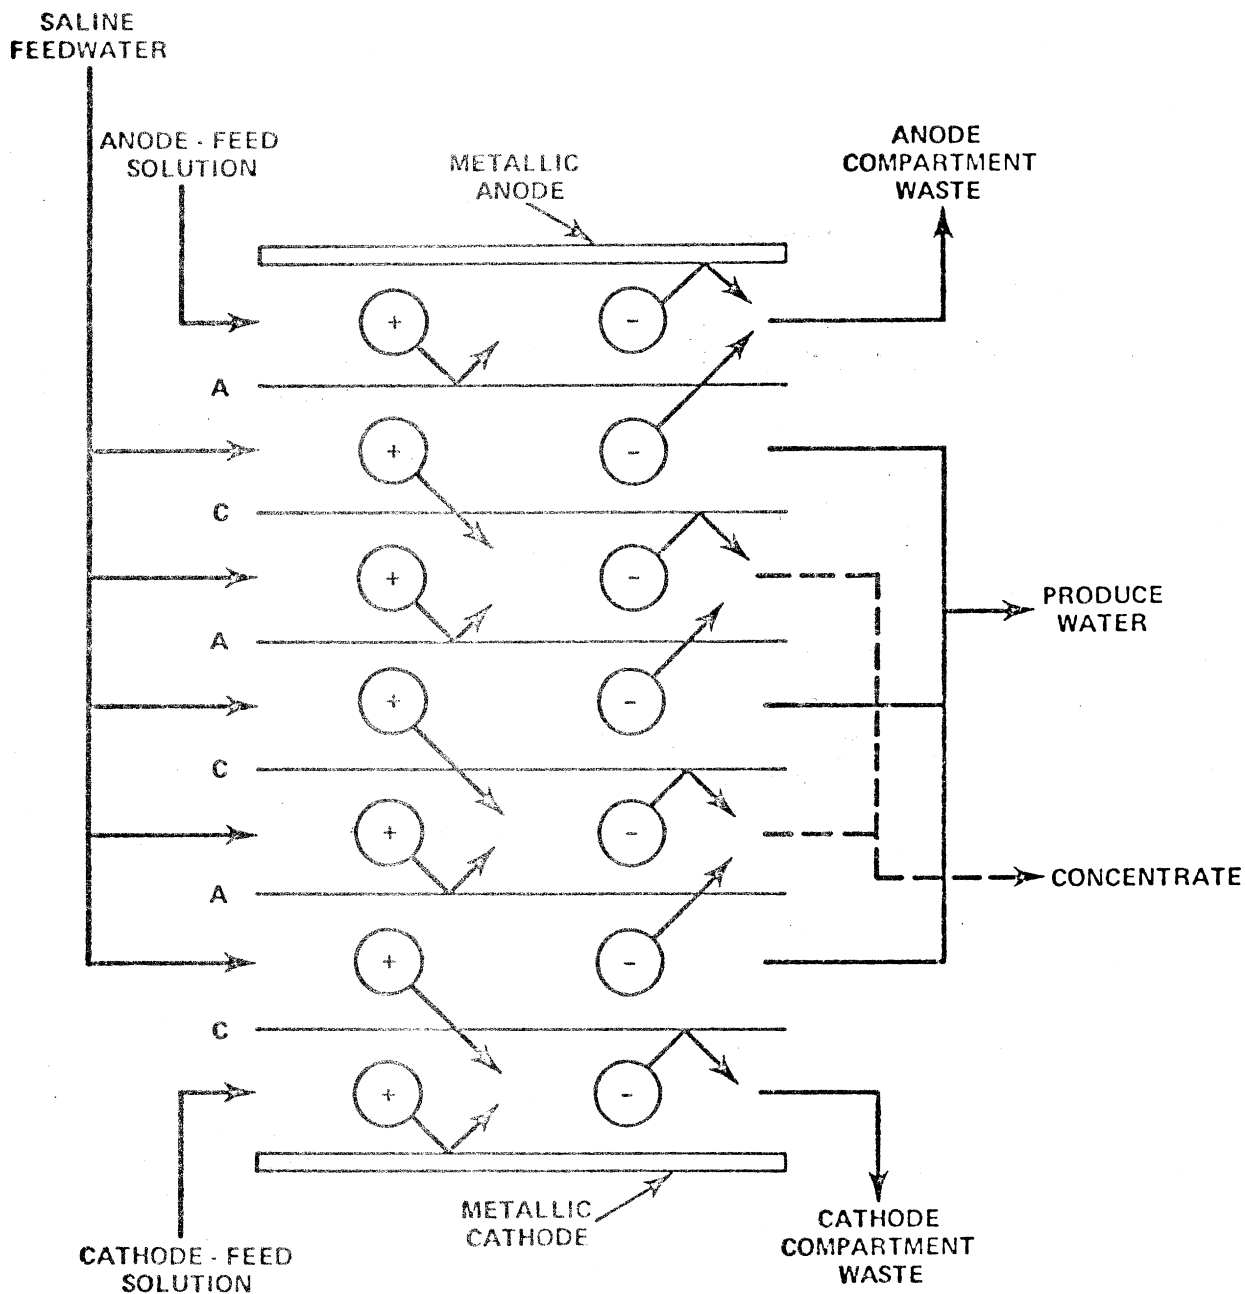 SALINE
FEEDWATER
ANODE - FEED
SOLUTION
METALLIC
ANODE
ANODE
COMPARTMENT
WASTE
+
-
A
+
-
C
+
-
A
+
-
C
+
-
A
+
-
C
+
-
PRODUCE
WATER
CONCENTRATE
METALLIC
CATHODE
CATHODE - FEED
SOLUTION
CATHODE
COMPARTMENT
WASTE